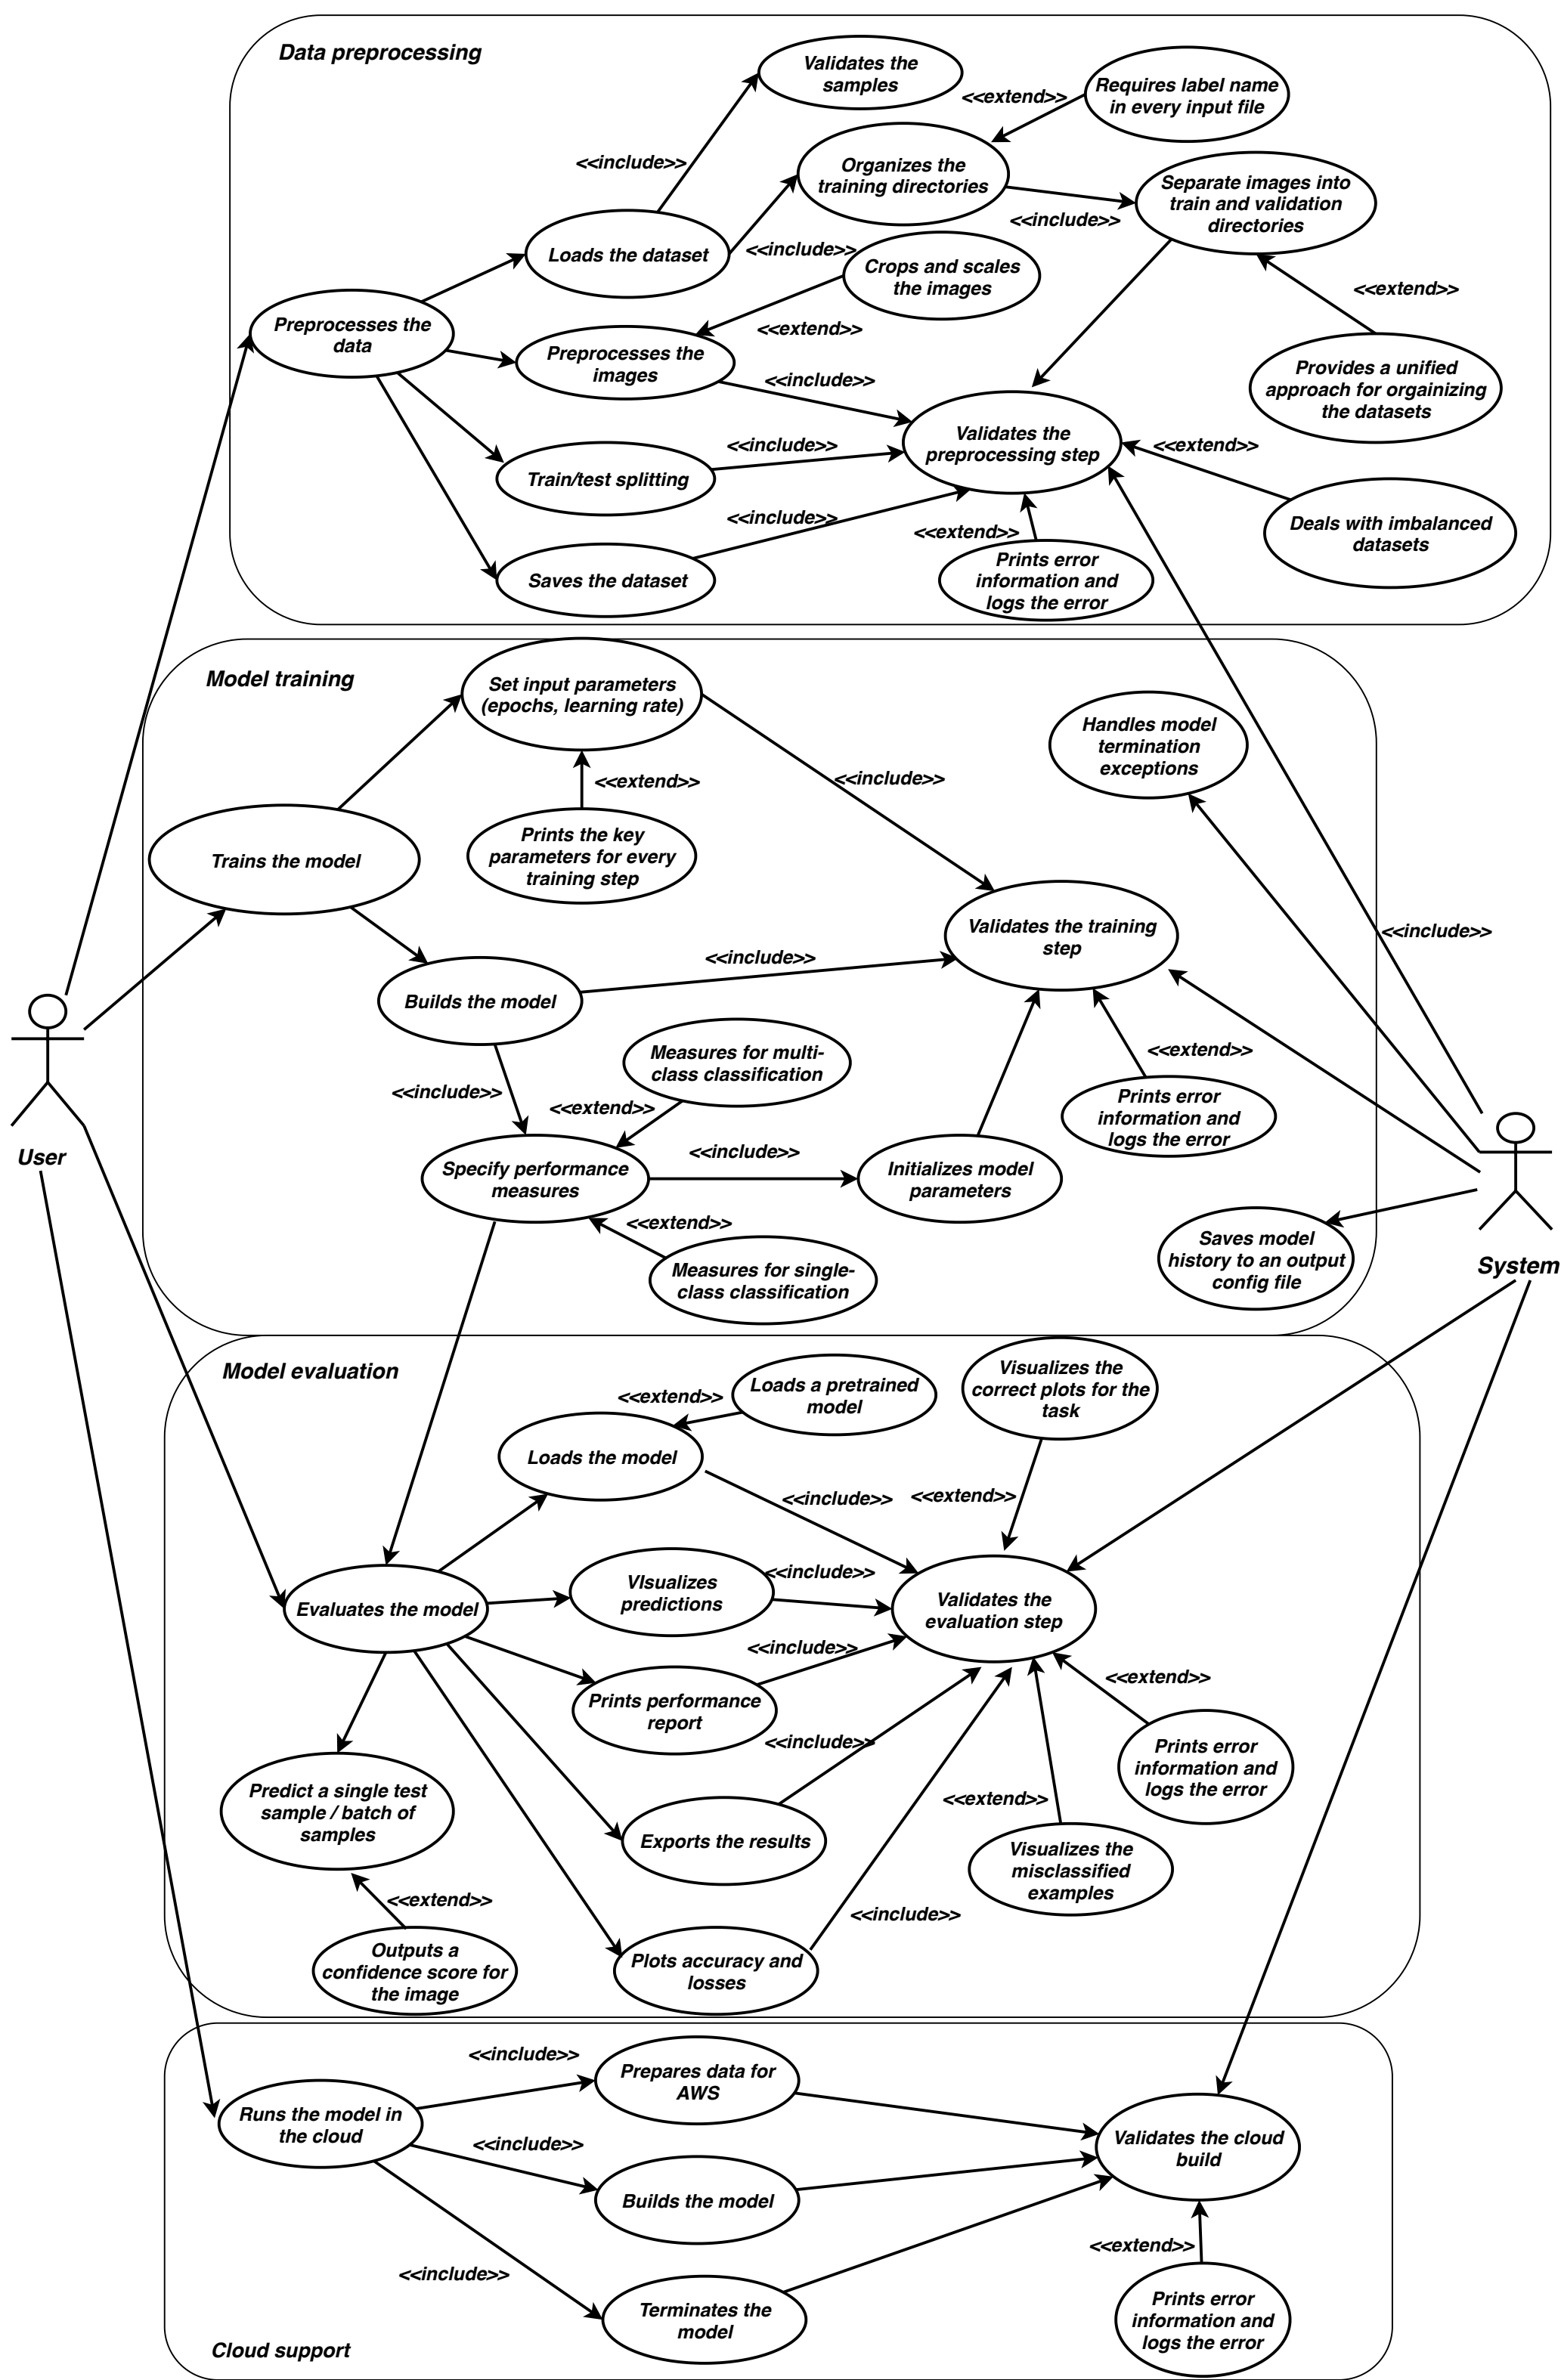 Data preprocessing
Validates the
samples
<<extend>>
Requires label name
in every input file
<<include>>
Organizes the
training directories
Separate images into
train and validation
directories
<<include>>
Loads the dataset
<<include>>
Crops and scales
the images
<<extend>>
<<extend>>
Preprocesses the
data
Preprocesses the
images
<<include>>
Provides a unified
approach for orgainizing
the datasets
Validates the
preprocessing step
<<include>>
<<extend>>
Train/test splitting
<<include>>
<<extend>>
Deals with imbalanced
datasets
Saves the dataset
Prints error
information and
logs the error
Model training
Set input parameters
(epochs, learning rate)
Handles model
termination
exceptions
<<extend>>
<<include>>
Trains the model
Prints the key
parameters for every
training step
Validates the training
step
<<include>>
<<include>>
Builds the model
Measures for multi-
class classification
<<extend>>
<<include>>
<<extend>>
Prints error
information and
logs the error
User
Specify performance
measures
<<include>>
Initializes model
parameters
<<extend>>
Measures for single-
class classification
Saves model
history to an output
config file
System
Model evaluation
Visualizes the
correct plots for the
task
<<extend>>
Loads a pretrained
model
Loads the model
<<include>>
<<extend>>
Evaluates the model
VIsualizes
predictions
<<include>>
Validates the
evaluation step
<<include>>
<<extend>>
Prints performance
report
<<include>>
Prints error
information and
logs the error
Predict a single test
sample / batch of
samples
<<extend>>
Exports the results
Visualizes the
misclassified
examples
<<extend>>
<<include>>
Outputs a
confidence score for
the image
Plots accuracy and
losses
<<include>>
Prepares data for
AWS
Runs the model in
the cloud
<<include>>
Validates the cloud
build
Builds the model
<<extend>>
<<include>>
Terminates the
model
Prints error
information and
logs the error
Cloud support